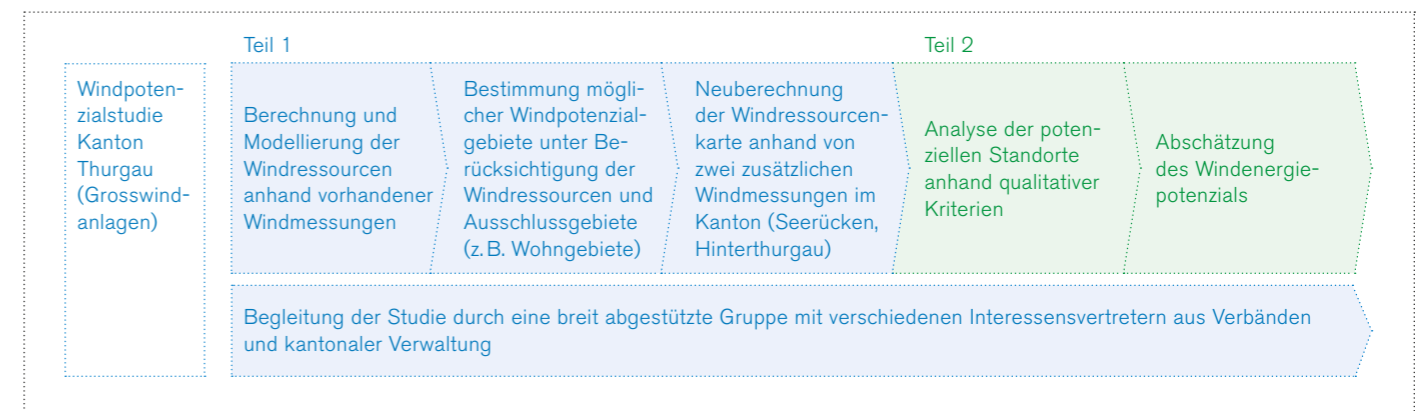 Teil 1
Teil 2
Windpoten-
zialstudie
Kanton
Thurgau
(Grosswind-
anlagen)
Berechnung und
Modellierung der
Windressourcen
anhand vorhandener
Windmessungen
Bestimmung mögli-
cher Windpotenzial-
gebiete unter Be-
rücksichtigung der
Windressourcen und
Ausschlussgebiete
(z. B. Wohngebiete)
Neuberechnung
der Windressourcen-
karte anhand von
zwei zusätzlichen
Windmessungen im
Kanton (Seerücken,
Hinterthurgau)
Analyse der poten-
ziellen Standorte
anhand qualitativer
Kriterien
Abschätzung
des Windenergie-
potenzials
Begleitung der Studie durch eine breit abgestützte Gruppe mit verschiedenen Interessensvertretern aus Verbänden
und kantonaler Verwaltung